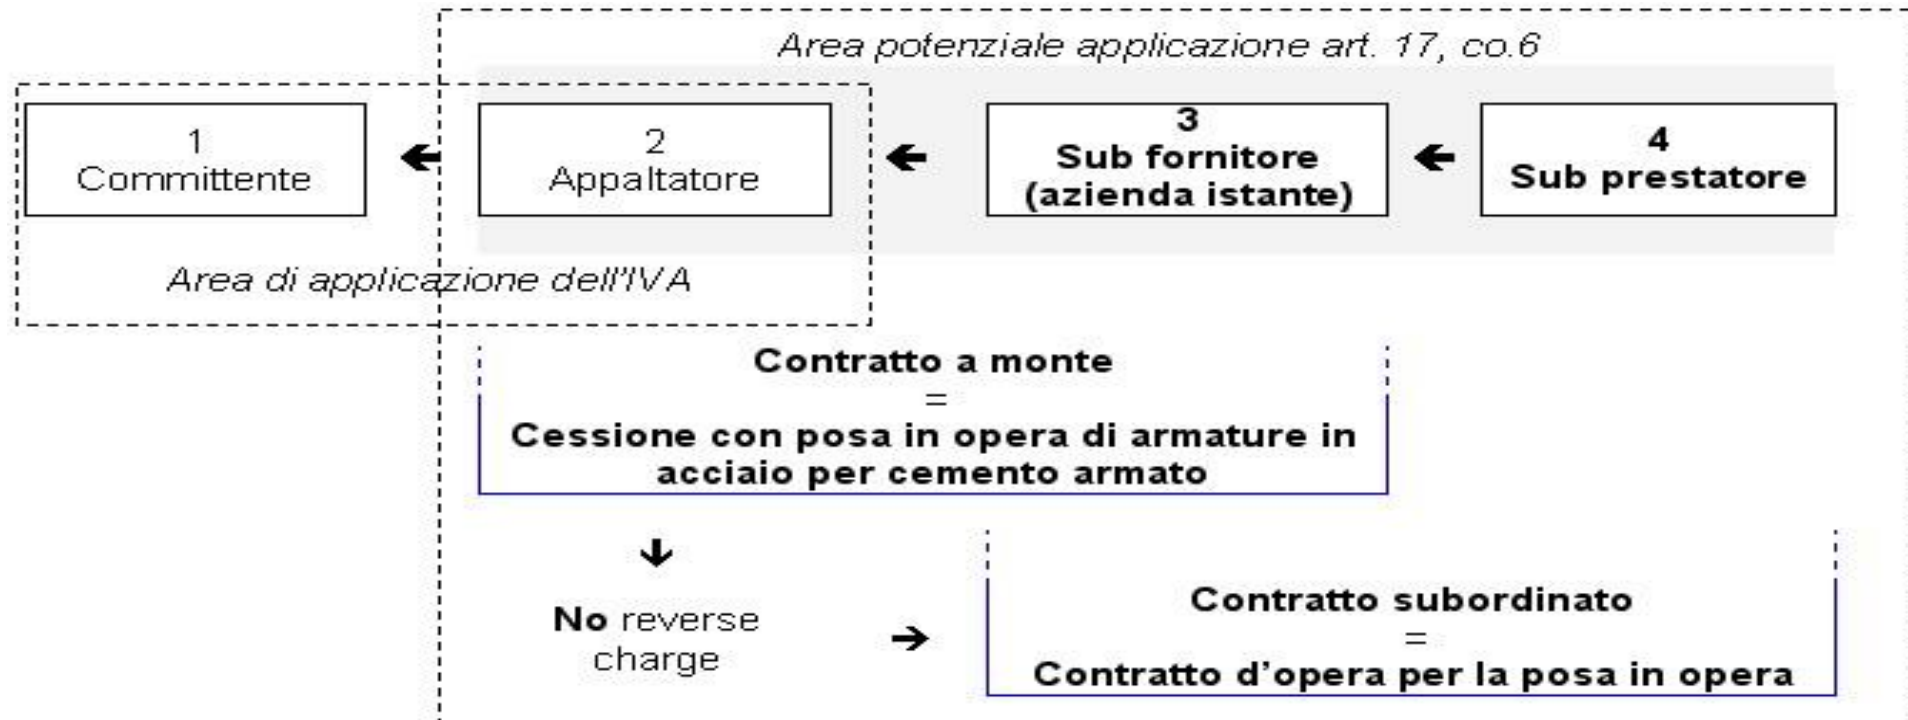 Area potenziale applicazione art. 17, co.6
1
Committente
2
Appaltatore
3
Sub fornitore
(azienda istante)
4
Sub prestatore
Area di applicazione dell'IVA
Contratto a monte
=
Cessione con posa in opera di armature in
acciaio per cemento armato
No reverse
charge
Contratto subordinato
=
Contratto d'opera per la posa in opera